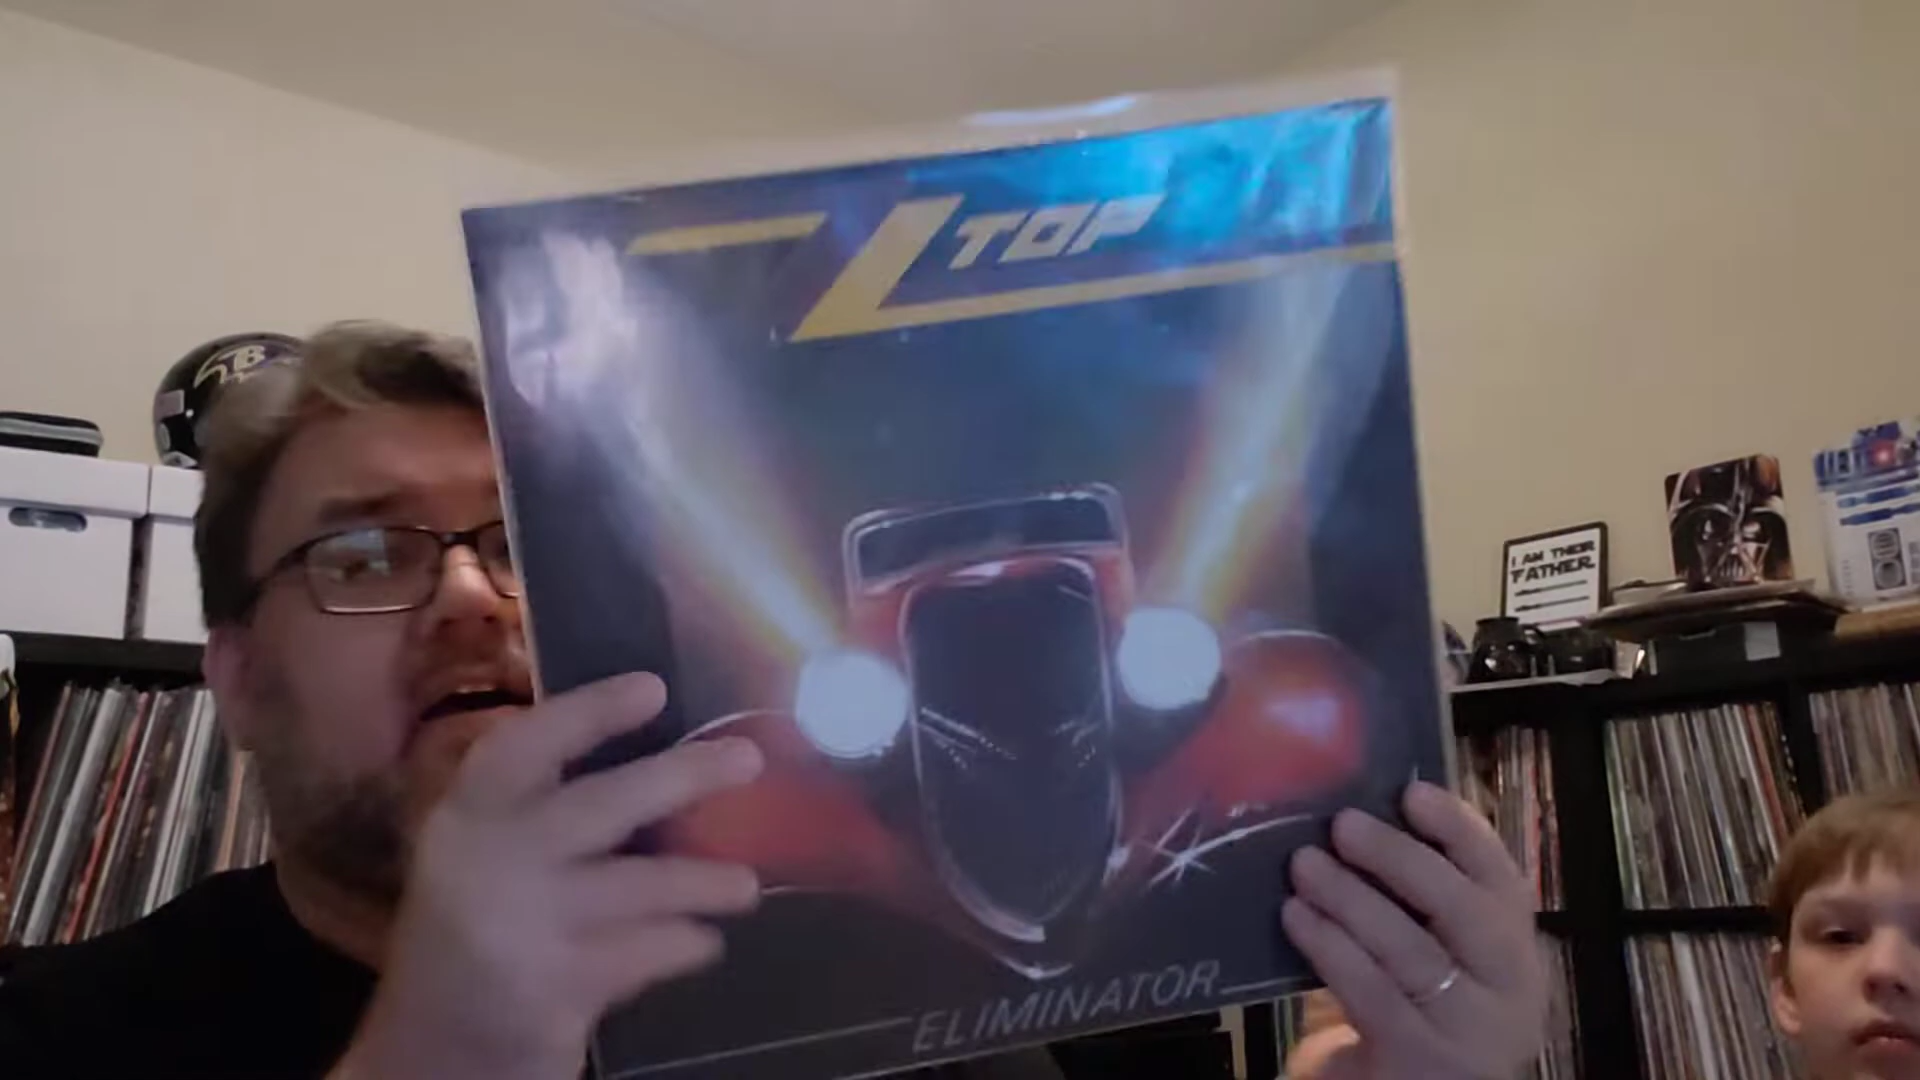 ZZ TOP
ELIMINATOR
B
I AM THEIR
FATHER.